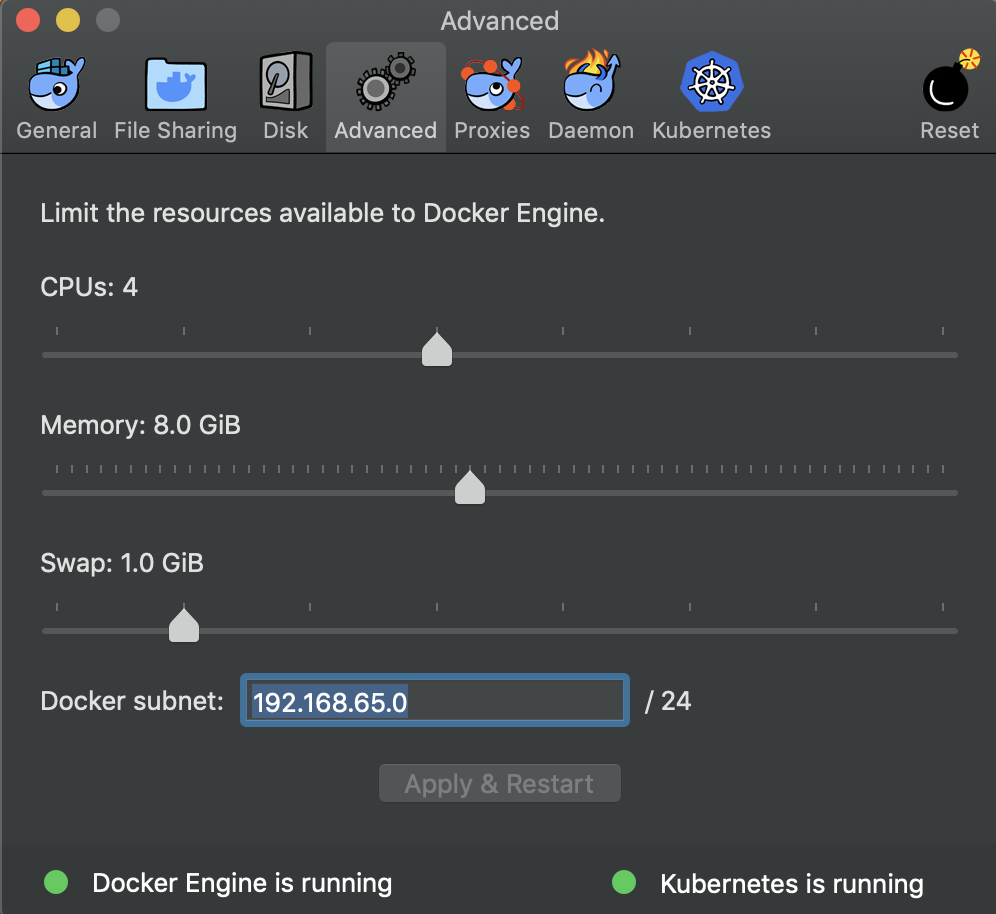 Advanced
General File Sharing Disk Advanced Proxies Daemon Kubernetes Reset
Limit the resources available to Docker Engine.
CPUs: 4
Memory: 8.0 GiB
Swap: 1.0 GiB
Docker subnet: 192.168.65.0 / 24
Apply & Restart
Docker Engine is running Kubernetes is running